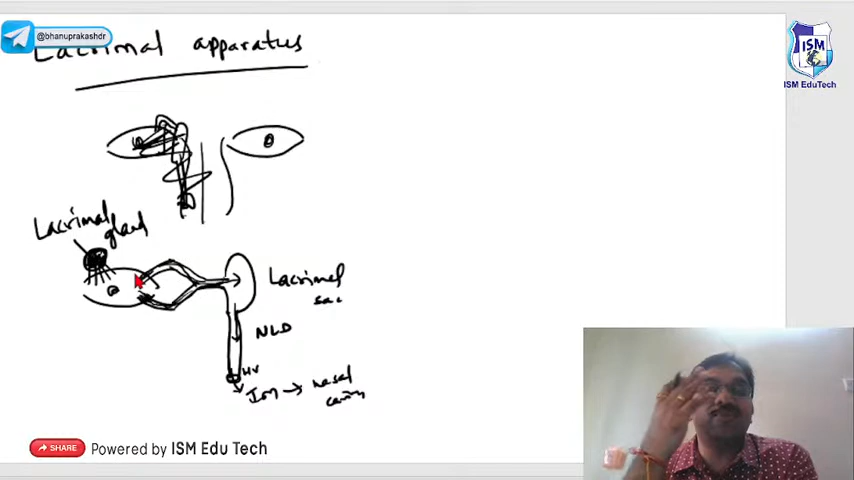 @bhanuprakashdr
Lacrimal apparatus
ISM
ISM EduTech
Lacrimal
gland
Lacrimal
sac
NLD
HV
IM → nasal
cavity
SHARE
Powered by ISM Edu Tech